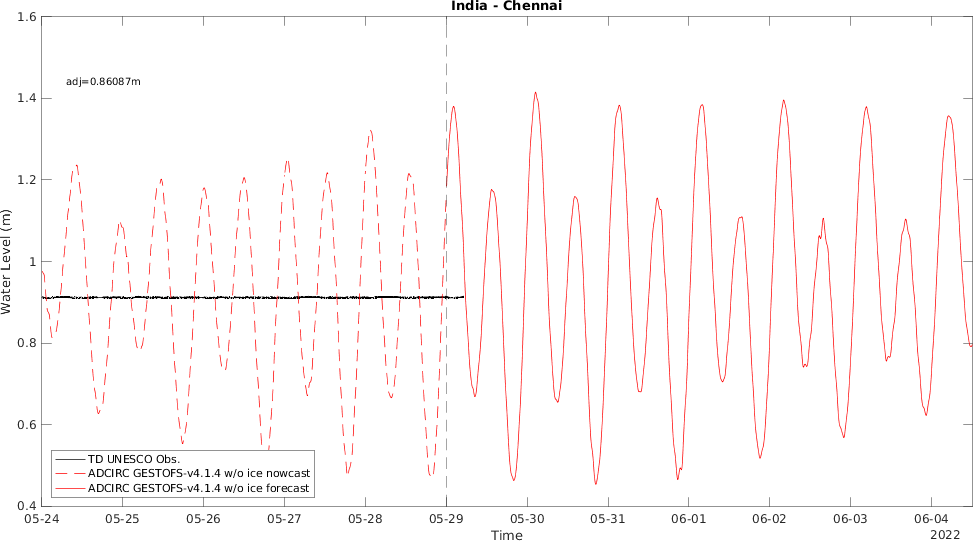 India - Chennai
1.6
1.4
1.2
1
0.8
0.6
0.4
Water Level (m)
adj=0.86087m
TD UNESCO Obs.
ADCIRC GESTOFS-v4.1.4 w/o ice nowcast
ADCIRC GESTOFS-v4.1.4 w/o ice forecast
05-24 05-25 05-26 05-27 05-28 05-29 05-30 05-31 06-01 06-02 06-03 06-04
Time
2022